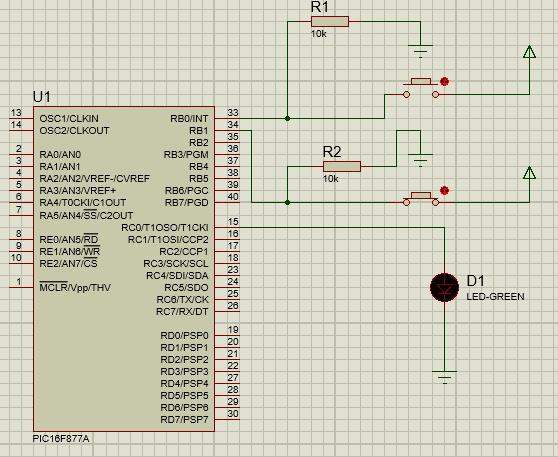 R1
10k
U1
13 OSC1/CLKIN RB0/INT 33
14 OSC2/CLKOUT RB1 34
RB2 35
2 RA0/AN0 RB3/PGM 36
3 RA1/AN1 RB4 37
4 RA2/AN2/VREF-/CVREF RB5 38
5 RA3/AN3/VREF+ RB6/PGC 39
6 RA4/T0CKI/C1OUT RB7/PGD 40
7 RA5/AN4/SS/C2OUT
RC0/T1OSO/T1CKI 15
8 RE0/AN5/RD RC1/T1OSI/CCP2 16
9 RE1/AN6/WR RC2/CCP1 17
10 RE2/AN7/CS RC3/SCK/SCL 18
RC4/SDI/SDA 23
1 MCLR/Vpp/THV RC5/SDO 24
RC6/TX/CK 25
RC7/RX/DT 26
RD0/PSP0 19
RD1/PSP1 20
RD2/PSP2 21
RD3/PSP3 22
RD4/PSP4 27
RD5/PSP5 28
RD6/PSP6 29
RD7/PSP7 30
PIC16F877A
R2
10k
D1
LED-GREEN